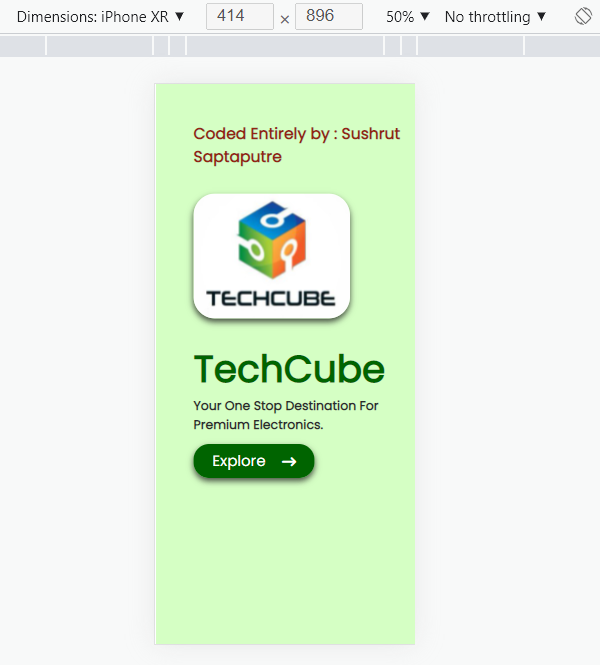 Dimensions: iPhone XR ▼ 414 × 896 50% ▼ No throttling ▼
Coded Entirely by : Sushrut
Saptaputre
TECHCUBE
TechCube
Your One Stop Destination For
Premium Electronics.
Explore →